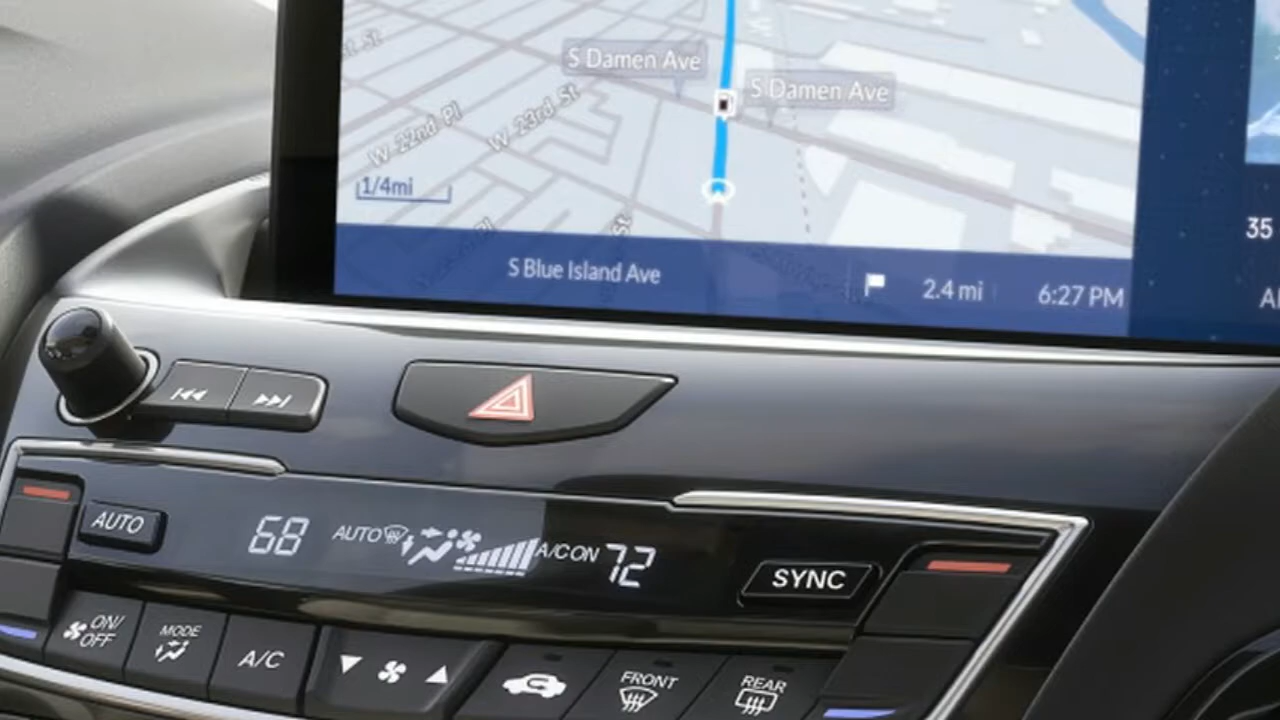 S Damen Ave
S Damen Ave
W 22nd Pl
W 23rd St
1/4mi
S Blue Island Ave
2.4 mi
6:27 PM
35
AUTO
68
AUTO
A/CON
72
SYNC
ON/
OFF
MODE
A/C
FRONT
REAR